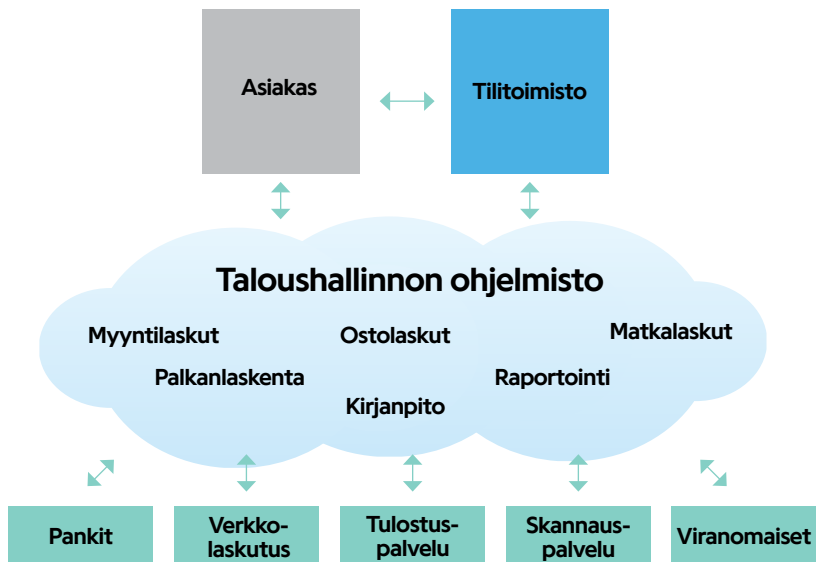 Asiakas
Tilitoimisto
Taloushallinnon ohjelmisto
Myyntilaskut
Ostolaskut
Matkalaskut
Palkanlaskenta
Raportointi
Kirjanpito
Pankit
Verkko-
laskutus
Tulostus-
palvelu
Skannaus-
palvelu
Viranomaiset